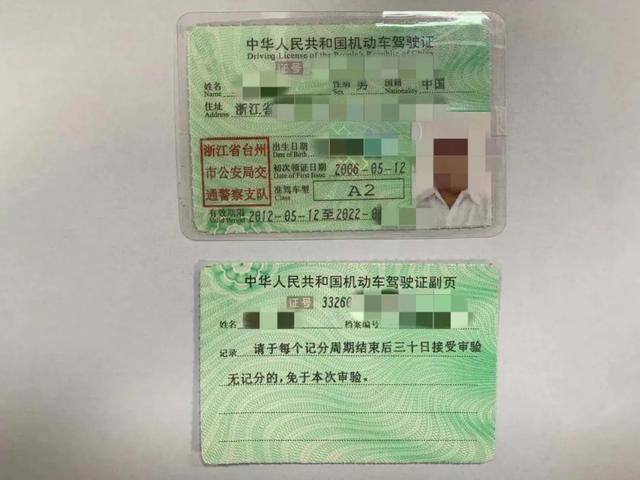 中华人民共和国机动车驾驶证
Driving License of the People's Republic of China
证号
姓名 性别 男 国籍 中国
Name Sex Nationality
住址 浙江省
Address
浙江省台州
市公安局交
通警察支队
出生日期
Date of Birth
初次领证日期 2006-05-12
Date of First Issue
准驾车型 A2
Class
有效期限 2012-05-12至2022-0
Valid Period
中华人民共和国机动车驾驶证副页
证号 33260
姓名 档案编号
记录 请于每个记分周期结束后三十日接受审验
无记分的,免于本次审验。